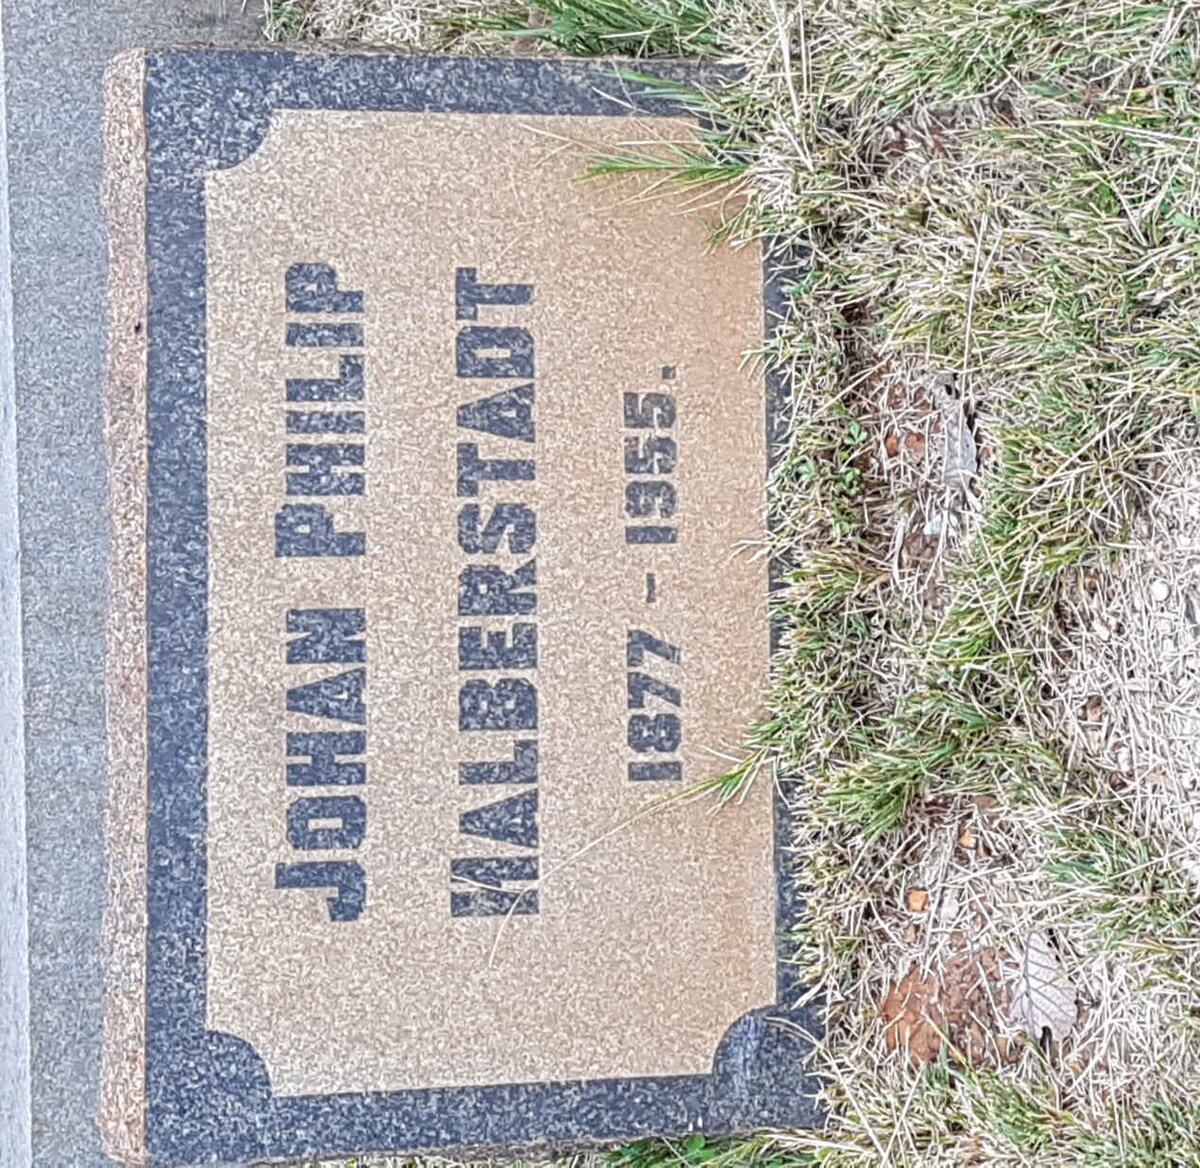 JOHAN PHILIP
HALBERSTADT
1877 – 1955.